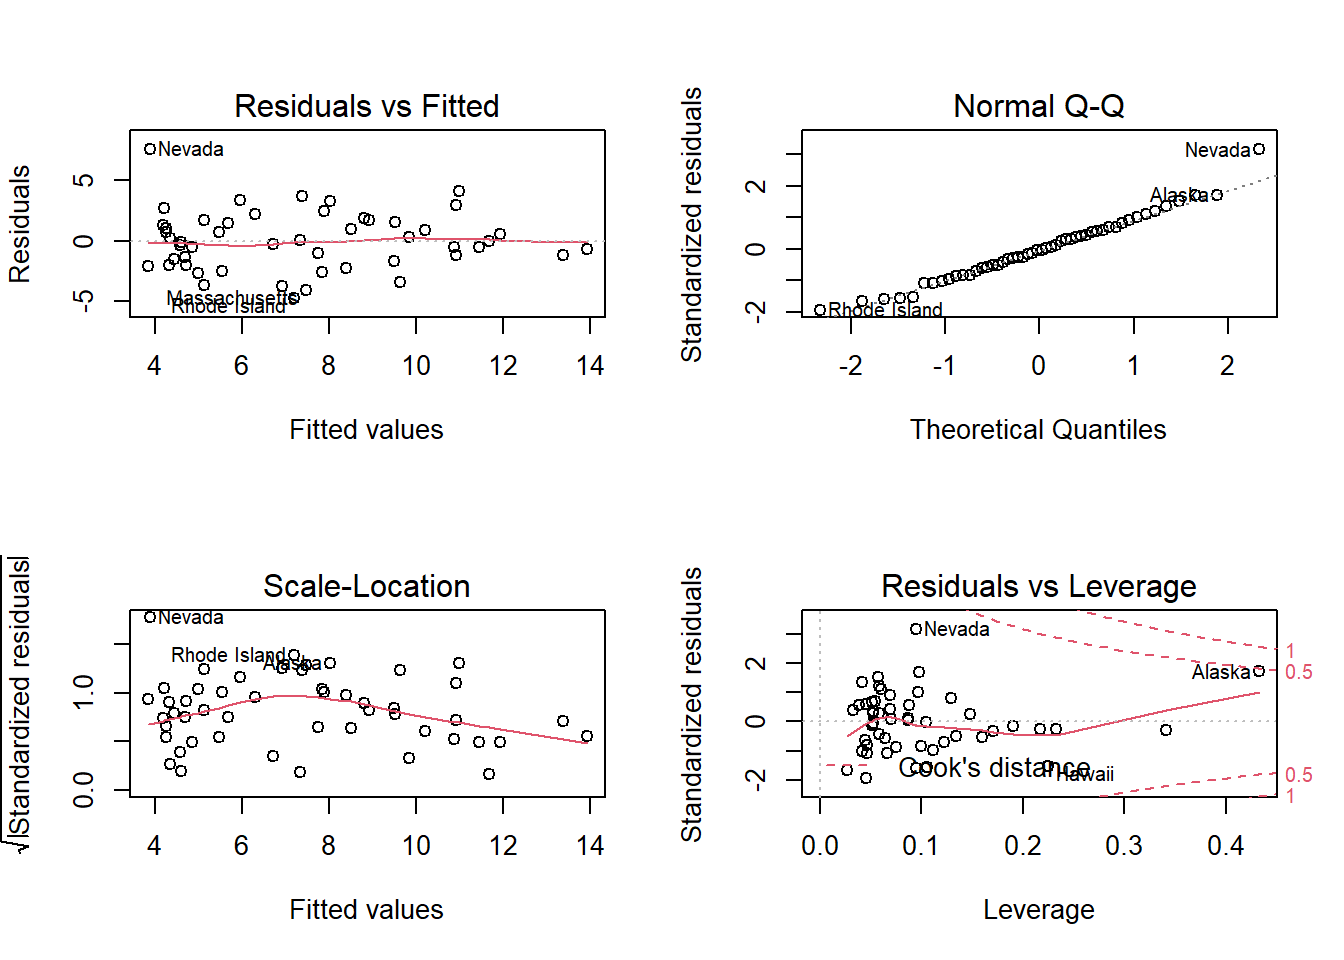 Residuals vs Fitted
Residuals
5
0
-5
Nevada
Massachusetts
Rhode Island
4 6 8 10 12 14
Fitted values
Normal Q-Q
Standardized residuals
2
0
-2
Nevada
Alaska
Rhode Island
-2 -1 0 1 2
Theoretical Quantiles
Scale-Location
√|Standardized residuals|
1.0
0.0
Nevada
Rhode Island
Alaska
4 6 8 10 12 14
Fitted values
Residuals vs Leverage
Standardized residuals
2
0
-2
Nevada
Alaska
Cook's distance
Hawaii
1
0.5
0.5
1
0.0 0.1 0.2 0.3 0.4
Leverage